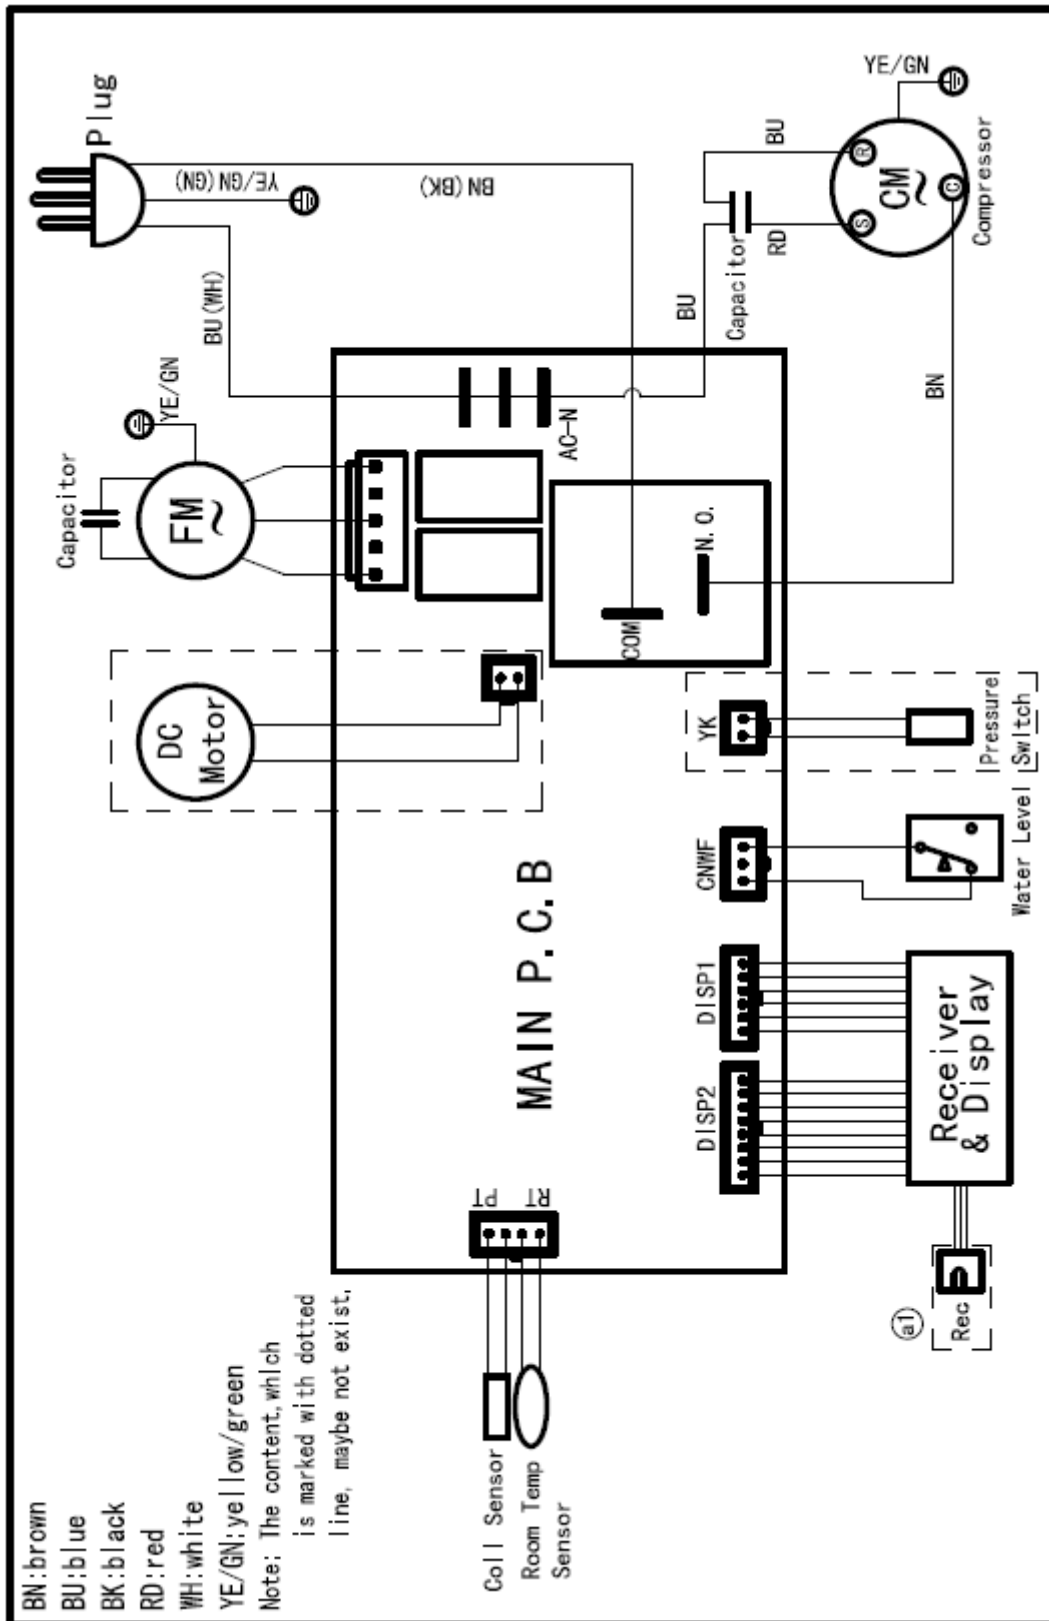 BN:brown
BU:blue
BK:black
RD:red
WH:white
YE/GN:yellow/green
Note: The content, which
is marked with dotted
line, maybe not exist.
Plug
YE/GN(GN)
BN(BK)
BU(WH)
YE/GN
Capacitor
FM
~
DC
Motor
AC-N
COM
N.O.
BU
Capacitor
RD
BU
YE/GN
CM
~
R
S
C
Compressor
BN
YK
Pressure
Switch
CNWF
Water Level
MAIN P.C.B
DISP1
DISP2
Receiver
& Display
PT
RT
Coll Sensor
Room Temp
Sensor
a1
Rec